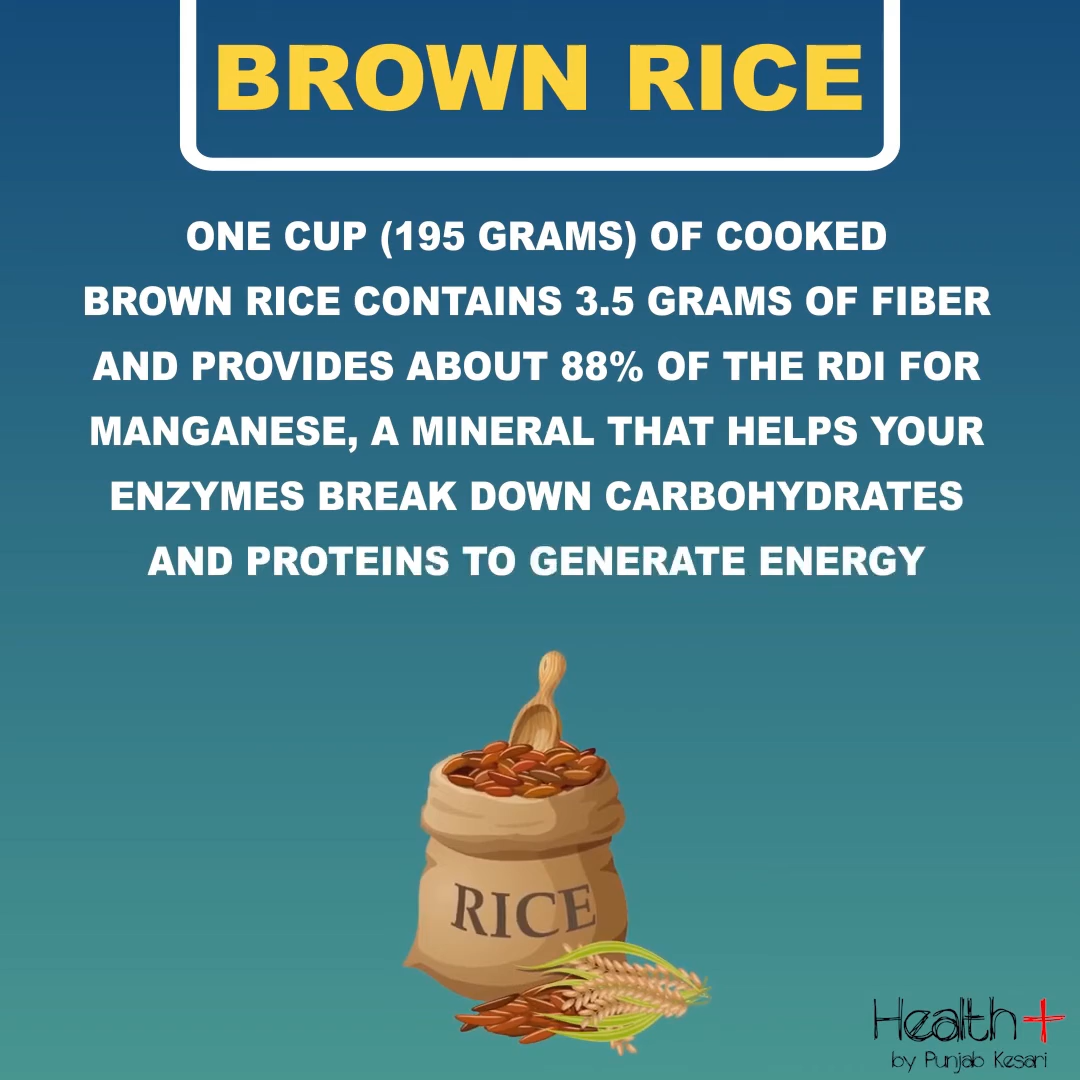 BROWN RICE
ONE CUP (195 GRAMS) OF COOKED
BROWN RICE CONTAINS 3.5 GRAMS OF FIBER
AND PROVIDES ABOUT 88% OF THE RDI FOR
MANGANESE, A MINERAL THAT HELPS YOUR
ENZYMES BREAK DOWN CARBOHYDRATES
AND PROTEINS TO GENERATE ENERGY
RICE
Health+
by Punjab Kesari